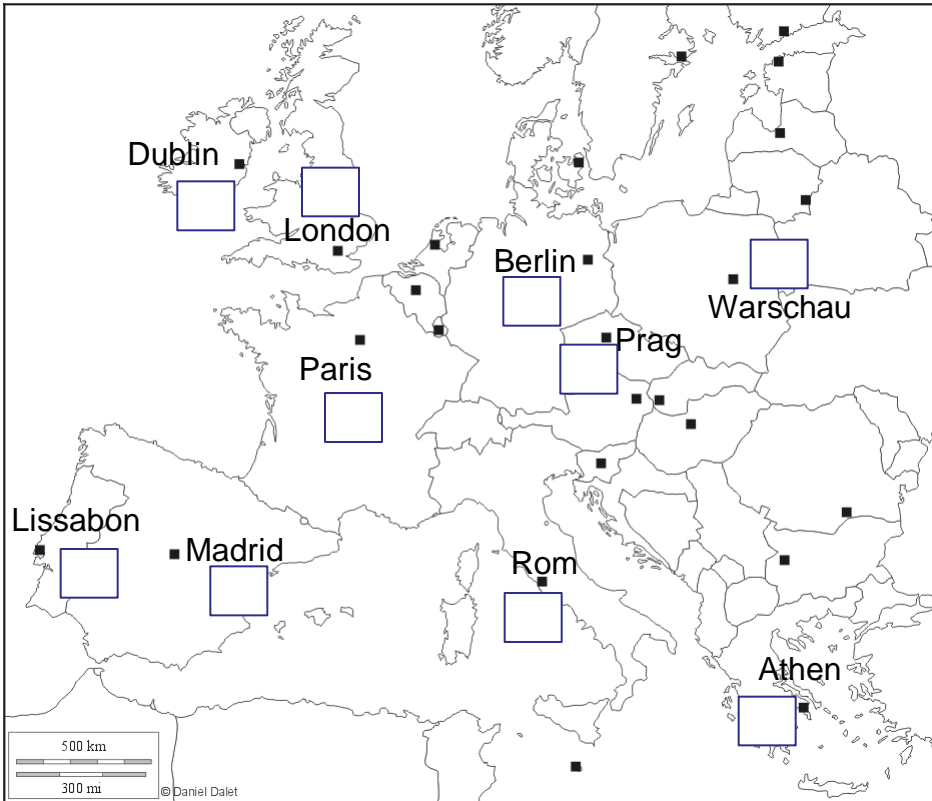 Dublin
London
Berlin
Warschau
Prag
Paris
Lissabon
Madrid
Rom
Athen
500 km
300 mi
© Daniel Dalet